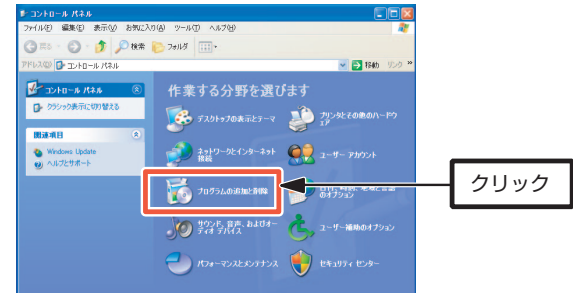 コントロール パネル
ファイル(F) 編集(E) 表示(V) お気に入り(A) ツール(T) ヘルプ(H)
戻る 検索 フォルダ
アドレス(D) コントロール パネル 移動 リンク »
コントロール パネル
クラシック表示に切り替える
関連項目
Windows Update
ヘルプとサポート
作業する分野を選びます
デスクトップの表示とテーマ
プリンタとその他のハードウェア
ネットワークとインターネット接続
ユーザー アカウント
プログラムの追加と削除
のオプション
クリック
サウンド、音声、およびオーディオ デバイス
ユーザー補助のオプション
パフォーマンスとメンテナンス
セキュリティ センター